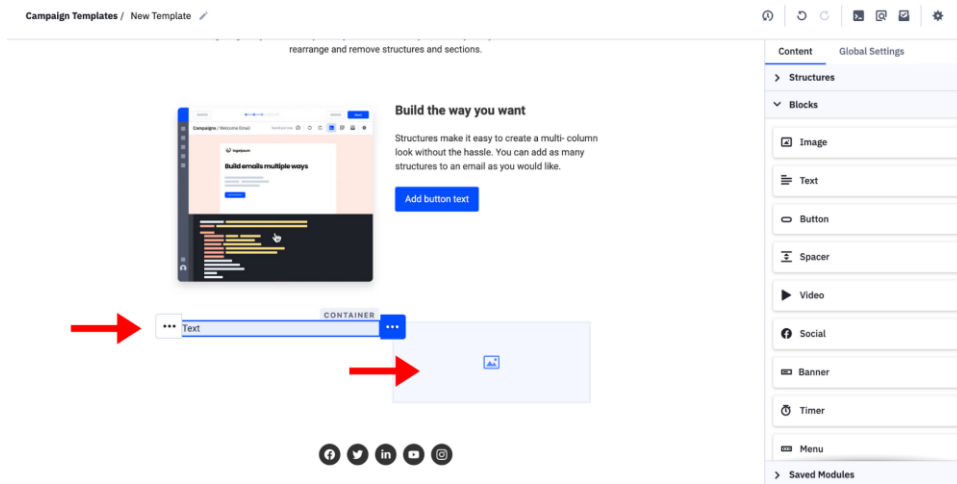 Campaign Templates / New Template
rearrange and remove structures and sections.
Content Global Settings
Structures
Blocks
Image
Text
Button
Spacer
Video
Social
Banner
Timer
Menu
Saved Modules
Campaigns / Welcome Email
Build emails multiple ways
Build the way you want
Structures make it easy to create a multi- column
look without the hassle. You can add as many
structures to an email as you would like.
Add button text
CONTAINER
Text